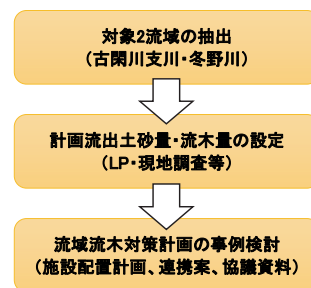 対象2流域の抽出
(古閑川支川・冬野川)
計画流出土砂量・流木量の設定
(LP・現地調査等)
流域流木対策計画の事例検討
(施設配置計画、連携案、協議資料)